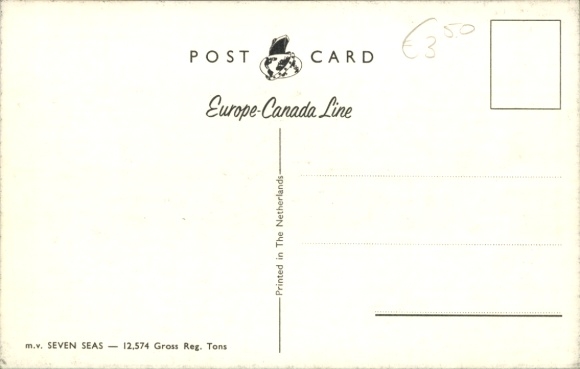 POST CARD
€3.50
Europe-Canada Line
Printed in The Netherlands
m.v. SEVEN SEAS — 12,574 Gross Reg. Tons